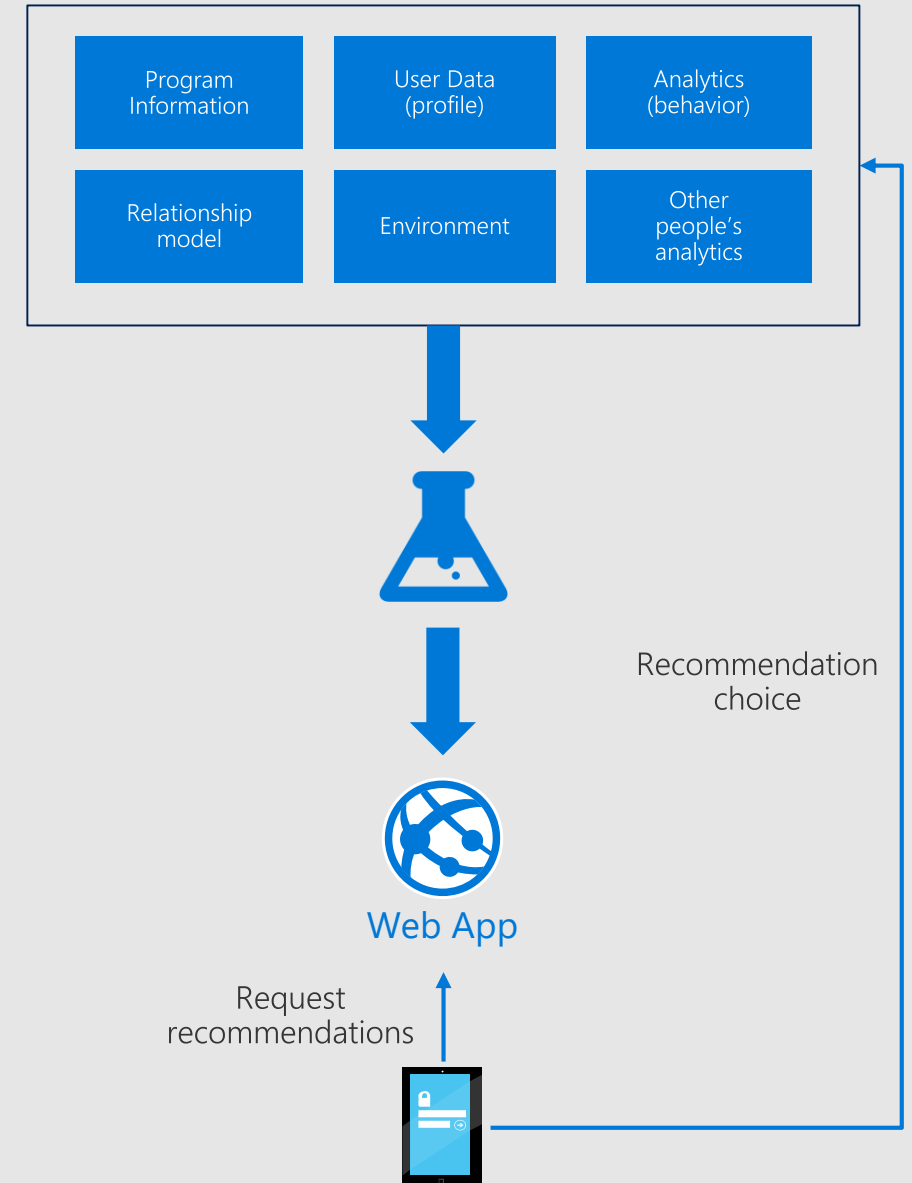 Program
Information
User Data
(profile)
Analytics
(behavior)
Relationship
model
Environment
Other
people's
analytics
Recommendation
choice
Web App
Request
recommendations